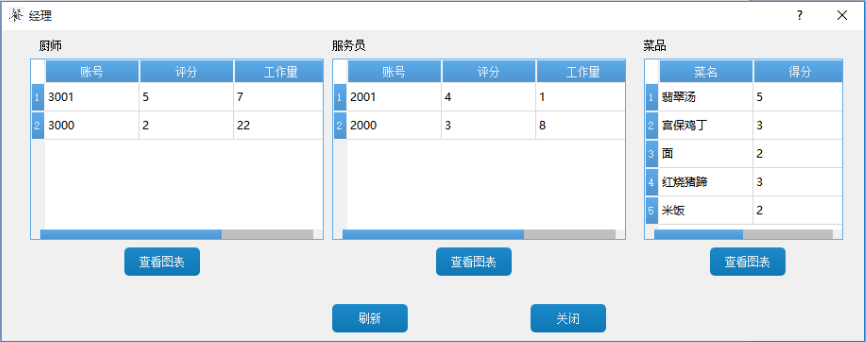 经理
?
厨师 服务员 菜品
账号 评分 工作量 账号 评分 工作量 菜名 得分
1 3001 5 7 1 2001 4 1 1 翡翠汤 5
2 3000 2 22 2 2000 3 8 2 宫保鸡丁 3
3 面 2
4 红烧猪蹄 3
5 米饭 2
查看图表 查看图表 查看图表
刷新 关闭